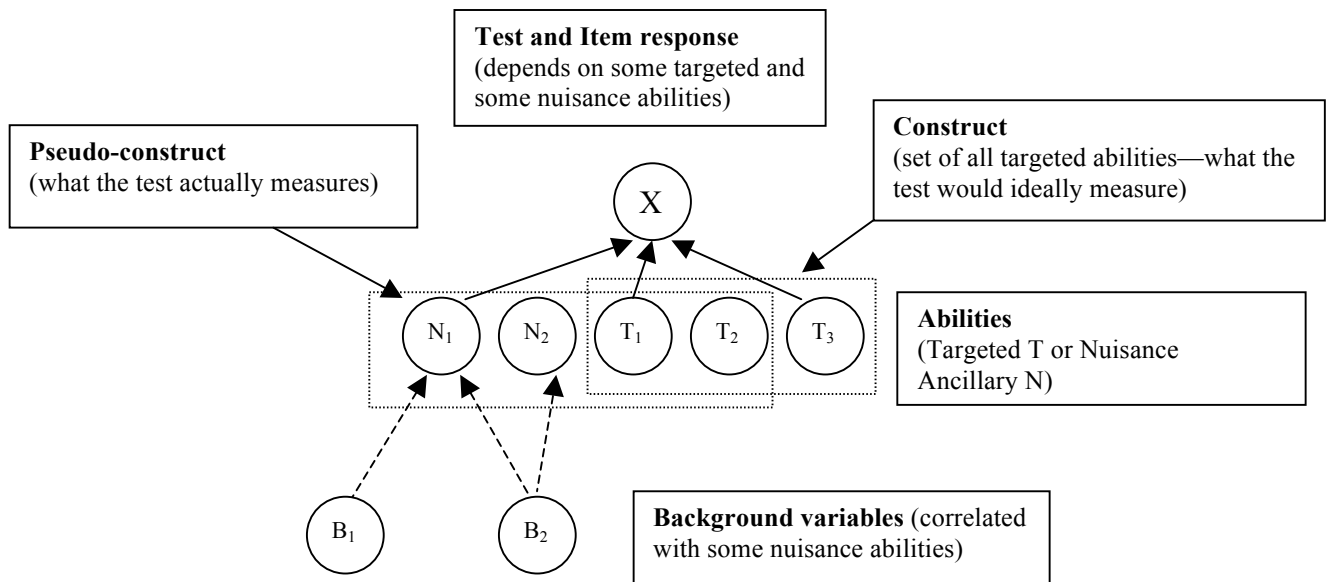 Test and Item response
(depends on some targeted and
some nuisance abilities)
Pseudo-construct
(what the test actually measures)
Construct
(set of all targeted abilities—what the
test would ideally measure)
X
N₁ N₂ T₁ T₂ T₃
Abilities
(Targeted T or Nuisance
Ancillary N)
B₁ B₂
Background variables (correlated
with some nuisance abilities)